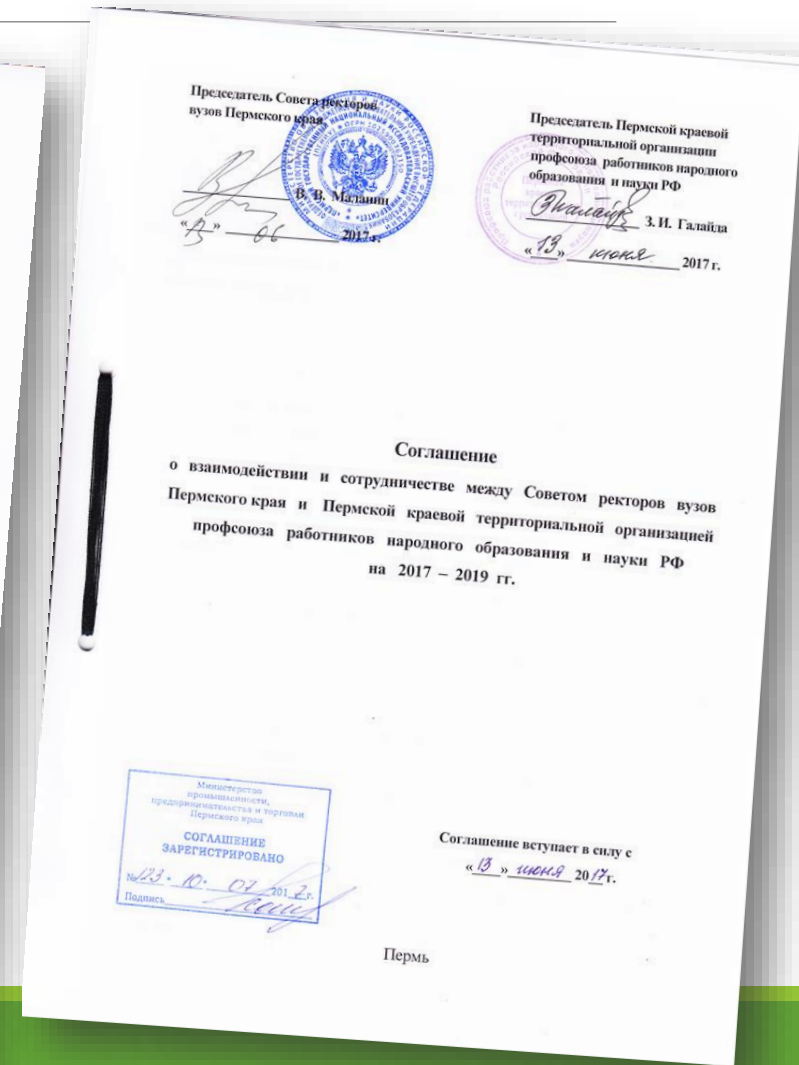 Председатель Совета ректоров
вузов Пермского края
В. В. Маланин
«13» 06 2017 г.
Председатель Пермской краевой
территориальной организации
профсоюза работников народного
образования и науки РФ
З. И. Галайда
«13» июня 2017 г.
Соглашение
о взаимодействии и сотрудничестве между Советом ректоров вузов
Пермского края и Пермской краевой территориальной организацией
профсоюза работников народного образования и науки РФ
на 2017 – 2019 гг.
Министерство
промышленности,
предпринимательства и торговли
Пермского края
СОГЛАШЕНИЕ
ЗАРЕГИСТРИРОВАНО
№123 « 10 » 07 2017 г.
Подпись
Соглашение вступает в силу с
«13» июня 2017 г.
Пермь